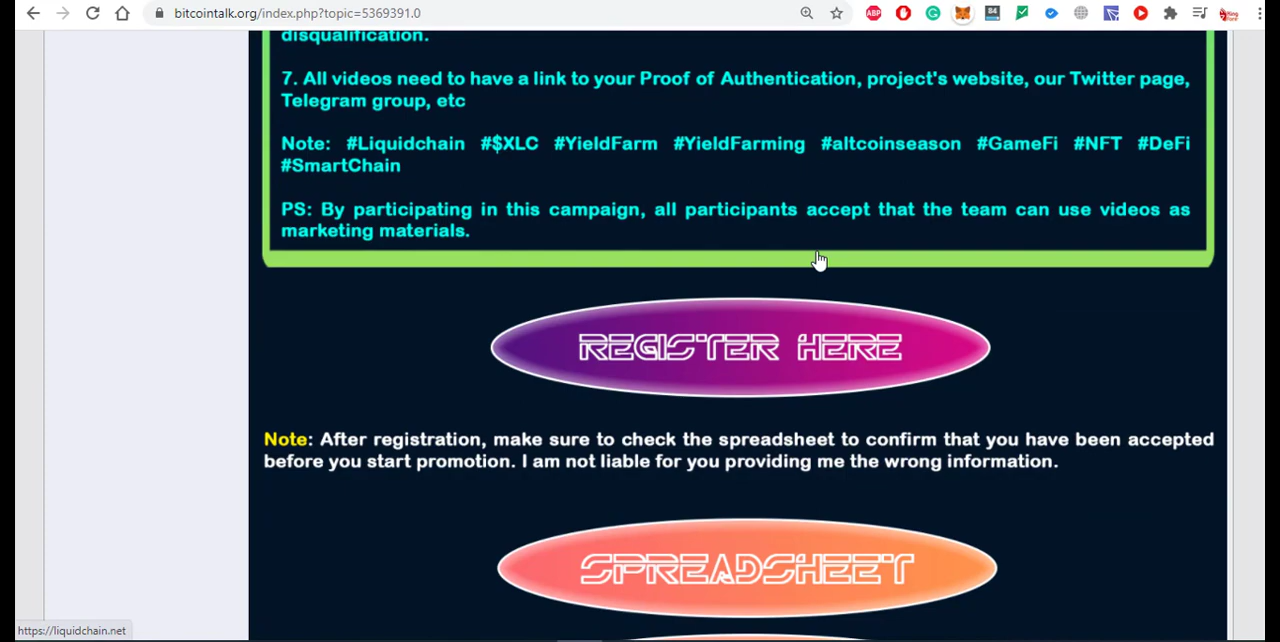 bitcointalk.org/index.php?topic=5369391.0
disqualification.
7. All videos need to have a link to your Proof of Authentication, project's website, our Twitter page,
Telegram group, etc
Note: #Liquidchain #$XLC #YieldFarm #YieldFarming #altcoinseason #GameFi #NFT #DeFi
#SmartChain
PS: By participating in this campaign, all participants accept that the team can use videos as
marketing materials.
REGISTER HERE
Note: After registration, make sure to check the spreadsheet to confirm that you have been accepted
before you start promotion. I am not liable for you providing me the wrong information.
SPREADSHEET
https://liquidchain.net